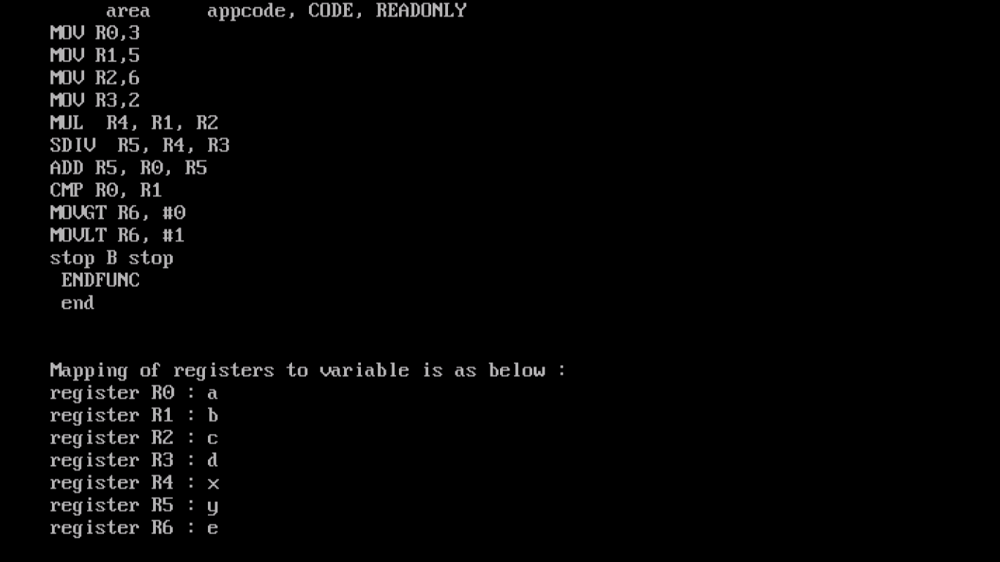 area     appcode, CODE, READONLY
MOV R0,3
MOV R1,5
MOV R2,6
MOV R3,2
MUL  R4, R1, R2
SDIV  R5, R4, R3
ADD R5, R0, R5
CMP R0, R1
MOVGT R6, #0
MOVLT R6, #1
stop B stop
ENDFUNC
end
Mapping of registers to variable is as below :
register R0 : a
register R1 : b
register R2 : c
register R3 : d
register R4 : x
register R5 : y
register R6 : e